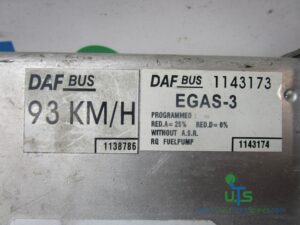 DAF BUS
93 KM/H
1138786
DAF BUS 1143173
EGAS-3
PROGRAMMED:
RED.A= 25% RED.D= 0%
WITHOUT A.S.R.
RQ FUELPUMP
1143174
UTS